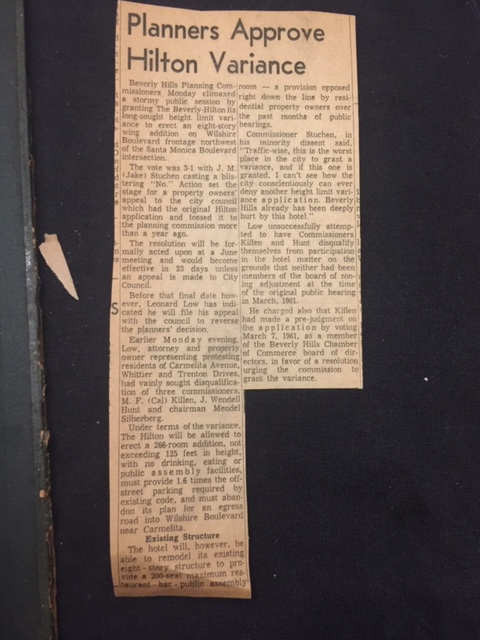 Planners Approve
Hilton Variance
Beverly Hills Planning Com-
missioners Monday climaxed
a stormy public session by
granting The Beverly-Hilton its
long-sought height limit vari-
ance to erect an eight-story
wing addition on Wilshire
Boulevard frontage northwest
of the Santa Monica Boulevard
intersection.
The vote was 3-1 with J. M.
(Jake) Stuchen casting a blis-
tering "No." Action set the
stage for a property owners'
appeal to the city council
which had the original Hilton
application and tossed it to
the planning commission more
than a year ago.
The resolution will be for-
mally acted upon at a June
meeting and would become
effective in 23 days unless
an appeal is made to City
Council.
Before that final date how-
ever, Leonard Low has indi-
cated he will file his appeal
with the council to reverse
the planners' decision.
Earlier Monday evening,
Low, attorney and property
owner representing protesting
residents of Carmelita Avenue,
Whittier and Trenton Drives,
had vainly sought disqualifica-
tion of three commissioners,
M. F. (Cal) Killen, J. Wendell
Hunt and chairman Mendel
Silberberg.
Under terms of the variance,
The Hilton will be allowed to
erect a 266-room addition, not
exceeding 125 feet in height,
with no drinking, eating or
public assembly facilities,
must provide 1.6 times the off-
street parking required by
existing code, and must aban-
don its plan for an egress
road into Wilshire Boulevard
near Carmelita.
Existing Structure
The hotel will, however, be
able to remodel its existing
eight-story structure to pro-
vide a 200-seat maximum res-
taurant - bar - public assembly
room — a provision opposed
right down the line by resi-
dential property owners over
the past months of public
hearings.
Commissioner Stuchen, in
his minority dissent said,
"Traffic-wise, this is the worst
place in the city to grant a
variance, and if this one is
granted, I can't see how the
city conscientiously can ever
deny another height limit vari-
ance application. Beverly
Hills already has been deeply
hurt by this hotel."
Low unsuccessfully attemp-
ted to have Commissioners
Killen and Hunt disqualify
themselves from participation
in the hotel matter on the
grounds that neither had been
members of the board of zon-
ing adjustment at the time
of the original public hearing
in March, 1961.
He charged also that Killen
had made a pre-judgment on
the application by voting
March 7, 1961, as a member
of the Beverly Hills Chamber
of Commerce board of dir-
ectors, in favor of a resolution
urging the commission to
grant the variance.
S